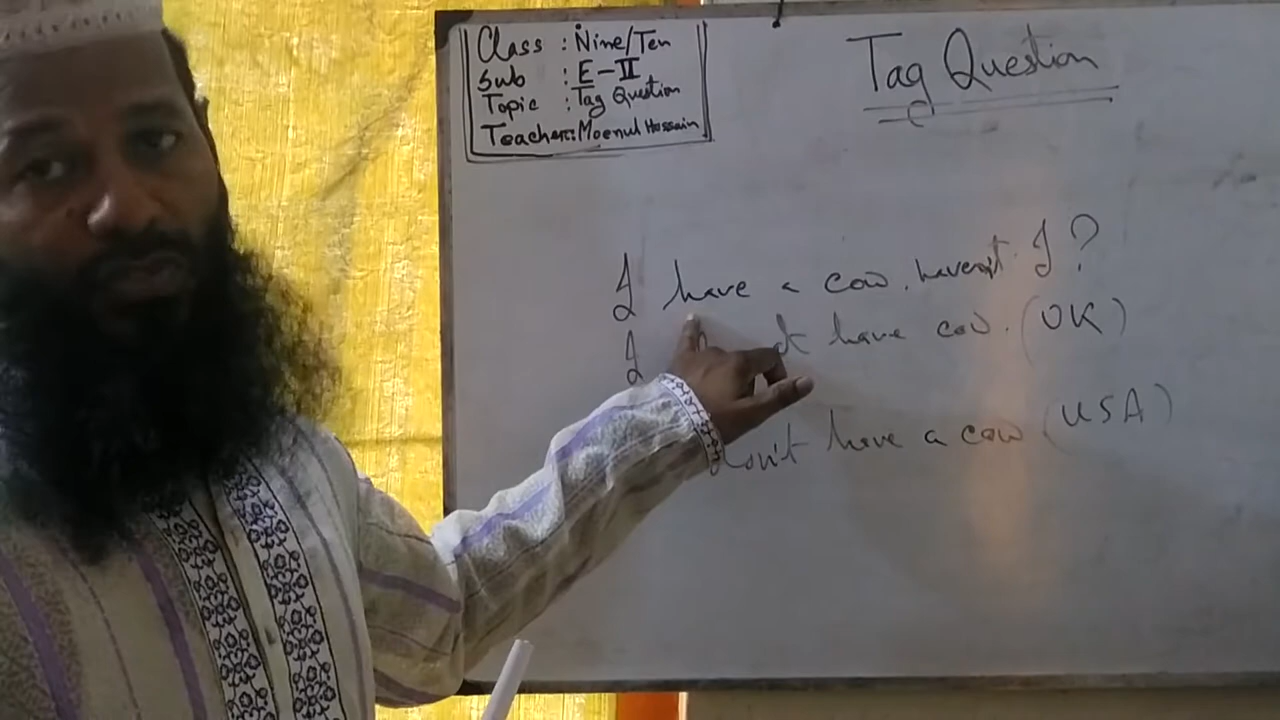 Class : Nine/Ten
Sub : E-II
Topic : Tag Question
Teacher: Moenul Hossain
Tag Question
I have a cow, haven't I?
I have cow. (UK)
don't have a cow (USA)